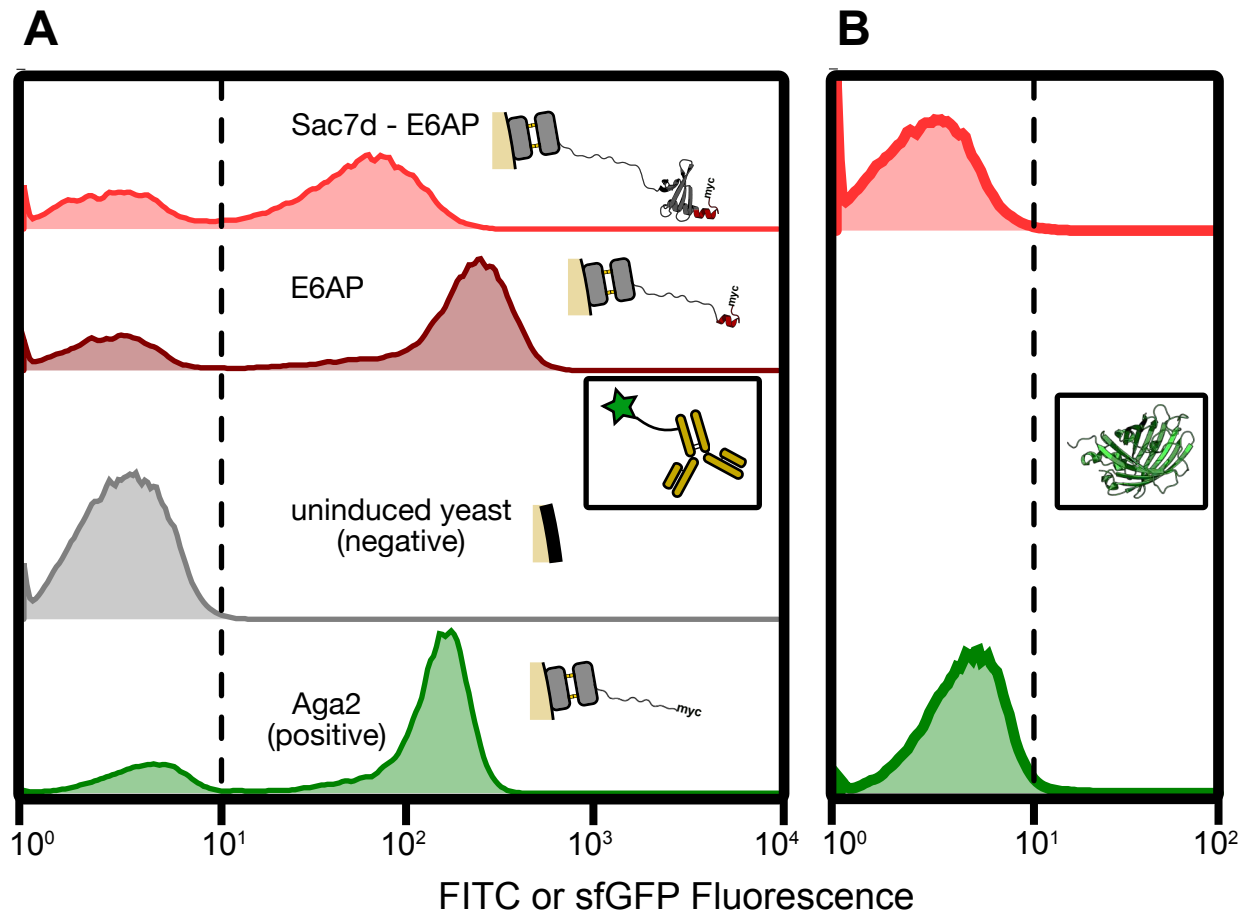 A
B
Sac7d - E6AP
myc
E6AP
myc
uninduced yeast
(negative)
Aga2
(positive)
myc
10⁰
10¹
10²
10³
10⁴
10⁰
10¹
10²
FITC or sfGFP Fluorescence